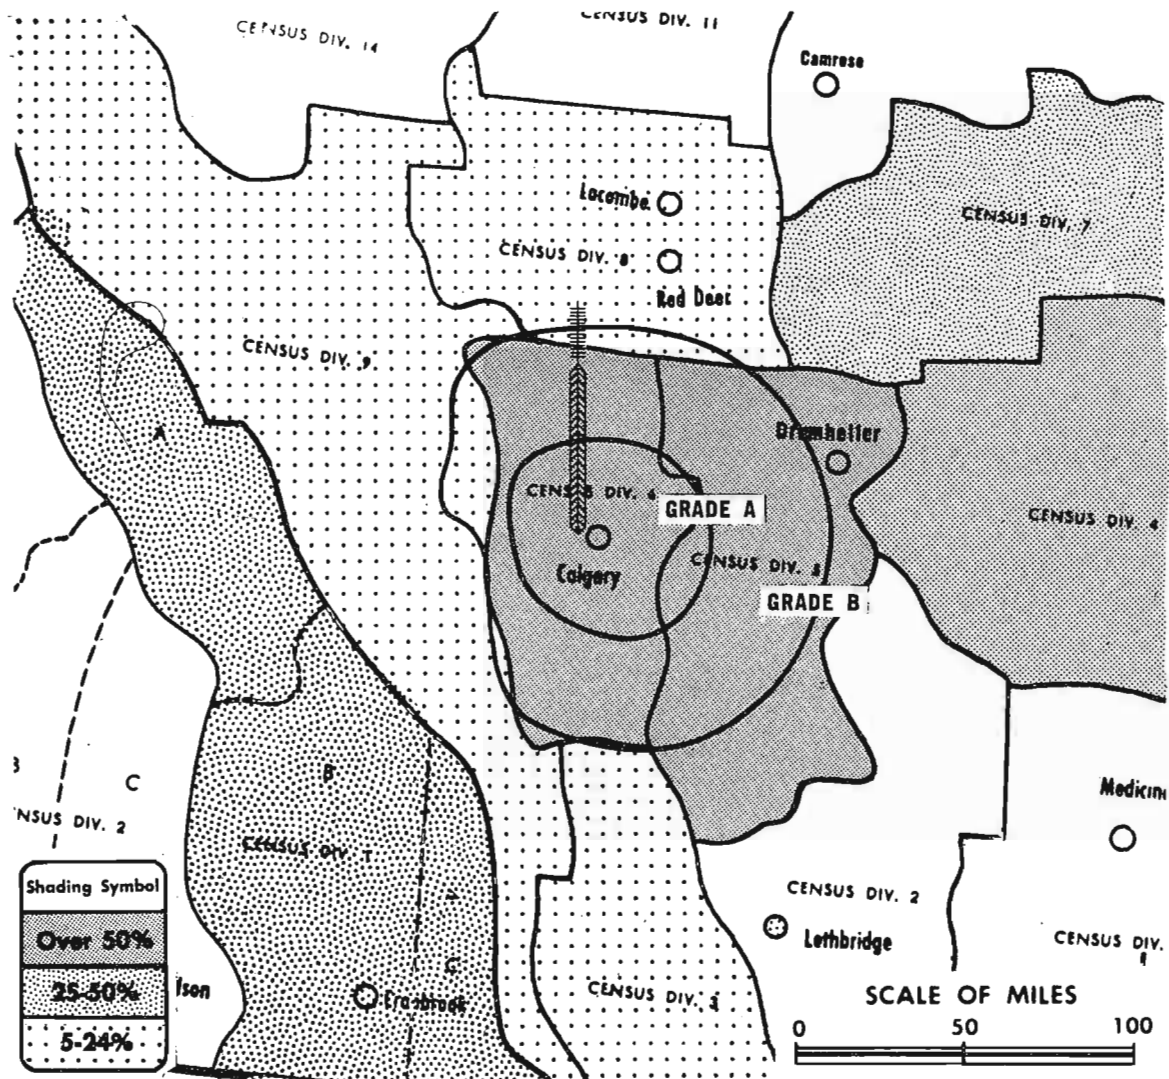 CENSUS DIV. 14
CENSUS DIV. 11
Camrose
Lacombe
CENSUS DIV. 8
Red Deer
CENSUS DIV. 7
CENSUS DIV. 9
A
Drumheller
CENSUS DIV. 6
GRADE A
CENSUS DIV. 4
Calgary
CENSUS DIV. 5
GRADE B
B
C
NSUS DIV. 2
CENSUS DIV. 1
Medicin
Shading Symbol
Over 50%
25-50%
5-24%
lson
C
Cranbrook
CENSUS DIV. 2
Lethbridge
CENSUS DIV.
CENSUS DIV. 3
SCALE OF MILES
0 50 100